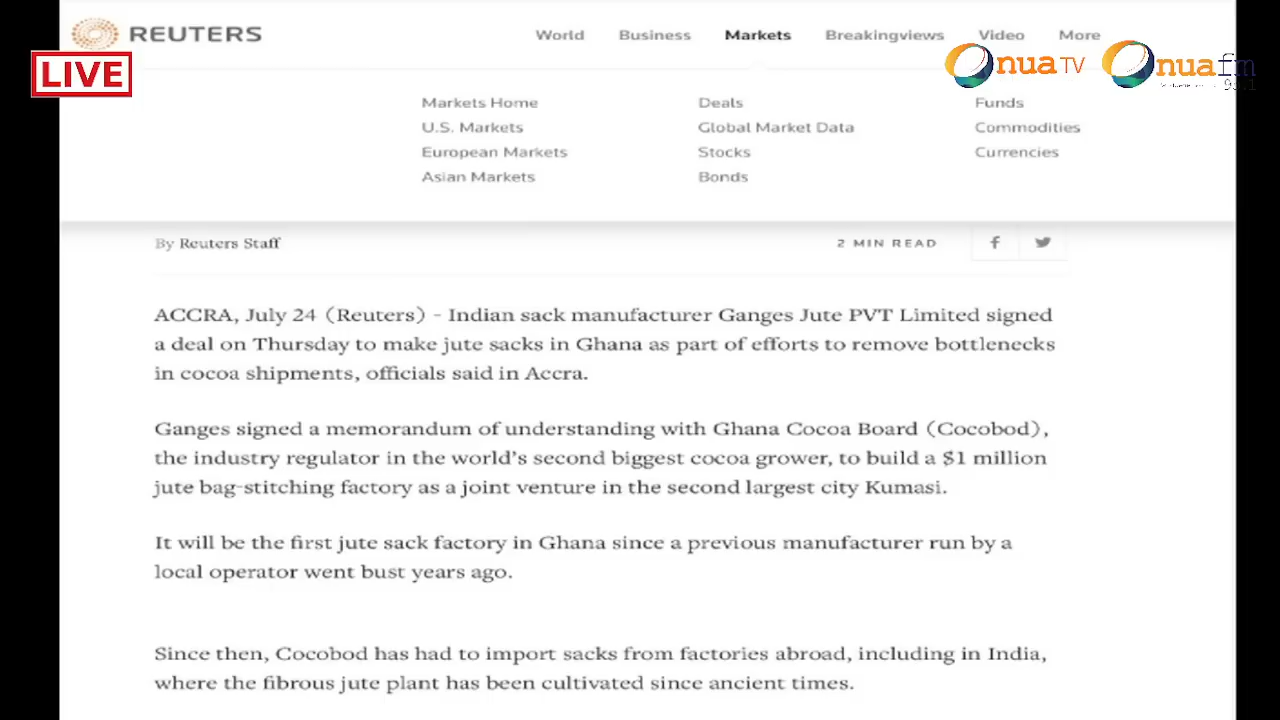 REUTERS
World Business Markets Breakingviews Video More
LIVE
nua TV
nua fm
Markets Home Deals Funds
U.S. Markets Global Market Data Commodities
European Markets Stocks Currencies
Asian Markets Bonds
By Reuters Staff
2 MIN READ
ACCRA, July 24 (Reuters) - Indian sack manufacturer Ganges Jute PVT Limited signed
a deal on Thursday to make jute sacks in Ghana as part of efforts to remove bottlenecks
in cocoa shipments, officials said in Accra.
Ganges signed a memorandum of understanding with Ghana Cocoa Board (Cocobod),
the industry regulator in the world's second biggest cocoa grower, to build a $1 million
jute bag-stitching factory as a joint venture in the second largest city Kumasi.
It will be the first jute sack factory in Ghana since a previous manufacturer run by a
local operator went bust years ago.
Since then, Cocobod has had to import sacks from factories abroad, including in India,
where the fibrous jute plant has been cultivated since ancient times.